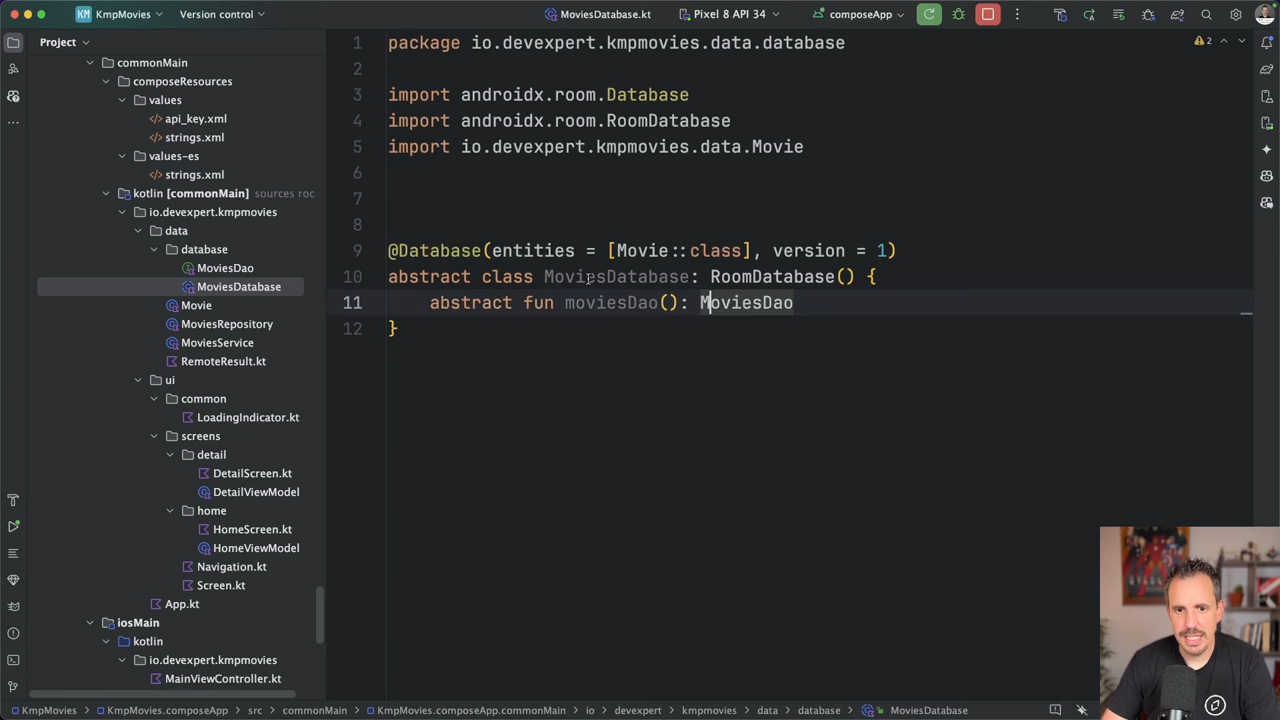 KM KmpMovies Version control MoviesDatabase.kt Pixel 8 API 34 composeApp
Project
commonMain
composeResources
values
</> api_key.xml
</> strings.xml
values-es
</> strings.xml
kotlin [commonMain] sources roc
io.devexpert.kmpmovies
data
database
MoviesDao
MoviesDatabase
Movie
MoviesRepository
MoviesService
RemoteResult.kt
ui
common
LoadingIndicator.kt
screens
detail
DetailScreen.kt
DetailViewModel
home
HomeScreen.kt
HomeViewModel
Navigation.kt
Screen.kt
App.kt
iosMain
kotlin
io.devexpert.kmpmovies
MainViewController.kt
2
1 package io.devexpert.kmpmovies.data.database
2
3 import androidx.room.Database
4 import androidx.room.RoomDatabase
5 import io.devexpert.kmpmovies.data.Movie
6
7
8
9 @Database(entities = [Movie::class], version = 1)
10 abstract class MoviesDatabase: RoomDatabase() {
11     abstract fun moviesDao(): MoviesDao
12 }
KmpMovies KmpMovies.composeApp src commonMain KmpMovies.composeApp.commonMain io devexpert kmpmovies data database MoviesDatabase